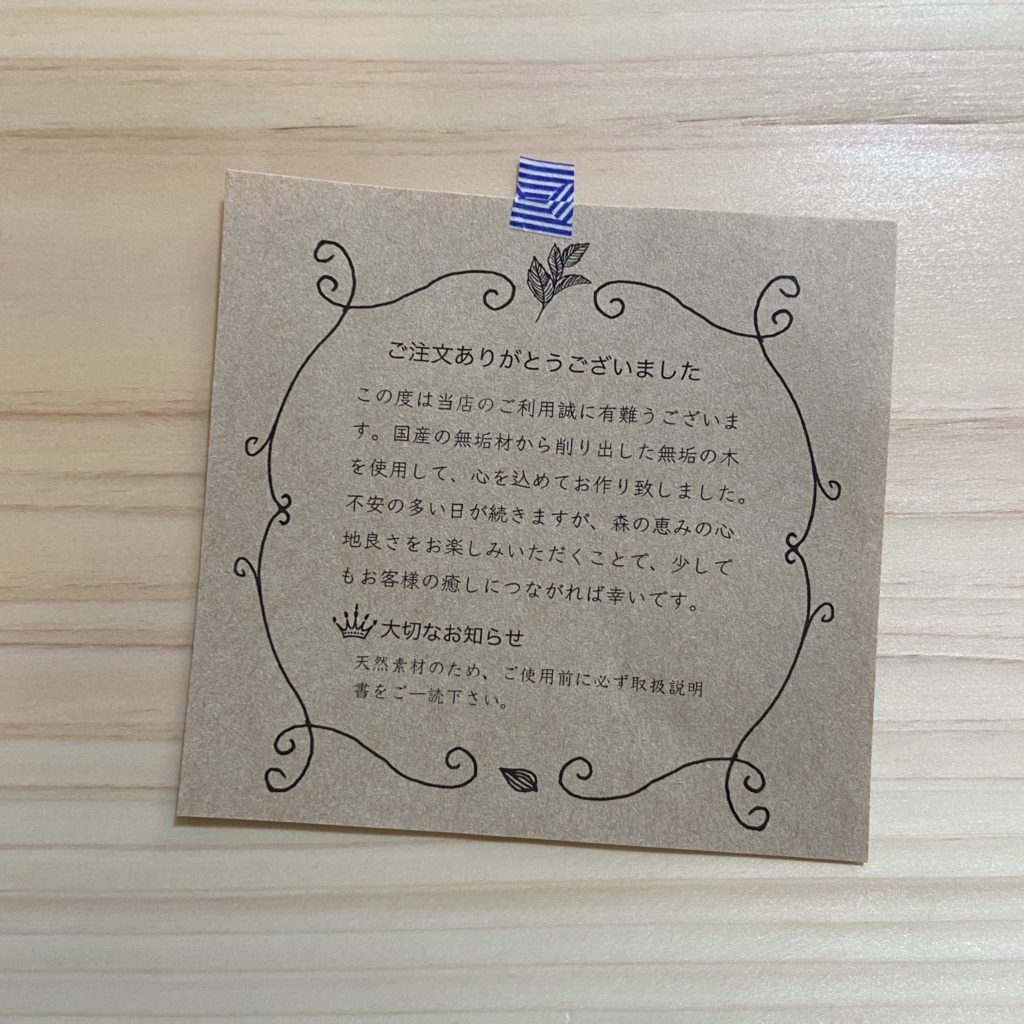 ご注文ありがとうございました
この度は当店のご利用誠に有難うございま
す。国産の無垢材から削り出した無垢の木
を使用して、心を込めてお作り致しました。
不安の多い日が続きますが、森の恵みの心
地良さをお楽しみいただくことで、少して
もお客様の癒しにつながれば幸いです。
大切なお知らせ
天然素材のため、ご使用前に必ず取扱説明
書をご一読下さい。